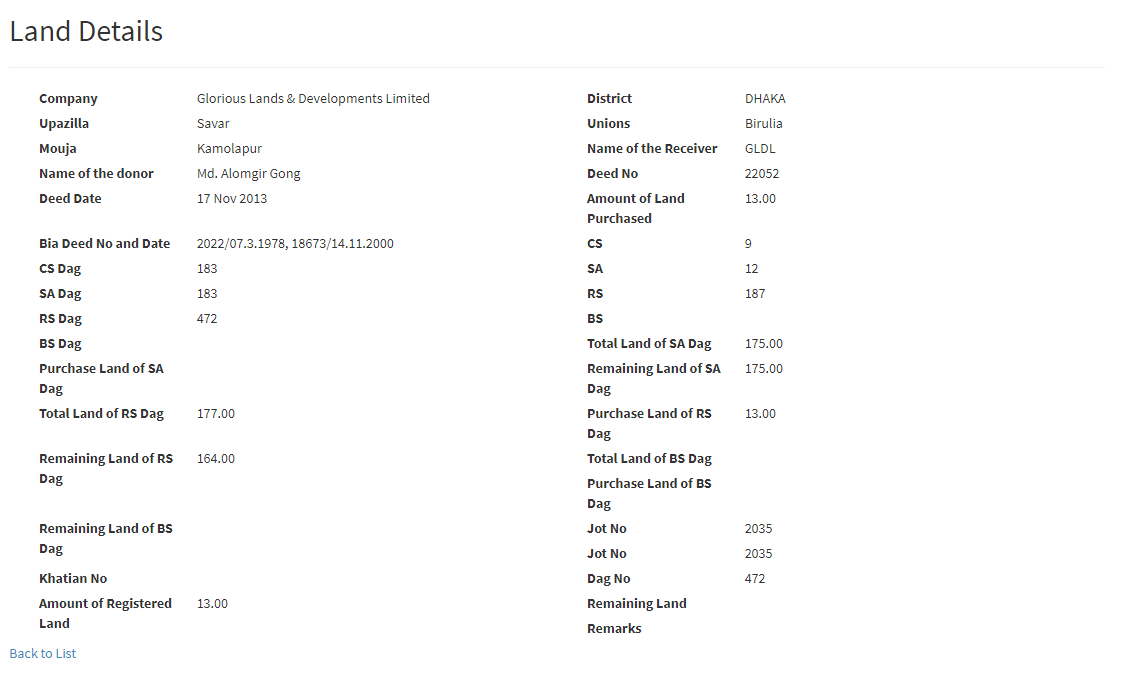 Land Details
Company Glorious Lands & Developments Limited District DHAKA
Upazilla Savar Unions Birulia
Mouja Kamolapur Name of the Receiver GLDL
Name of the donor Md. Alomgir Gong Deed No 22052
Deed Date 17 Nov 2013 Amount of Land 13.00
Purchased
Bia Deed No and Date 2022/07.3.1978, 18673/14.11.2000 CS 9
CS Dag 183 SA 12
SA Dag 183 RS 187
RS Dag 472 BS
BS Dag Total Land of SA Dag 175.00
Purchase Land of SA Remaining Land of SA 175.00
Dag Dag
Total Land of RS Dag 177.00 Purchase Land of RS 13.00
Dag
Remaining Land of RS 164.00 Total Land of BS Dag
Dag Purchase Land of BS
Dag
Remaining Land of BS Jot No 2035
Dag Jot No 2035
Khatian No Dag No 472
Amount of Registered 13.00 Remaining Land
Land Remarks
Back to List